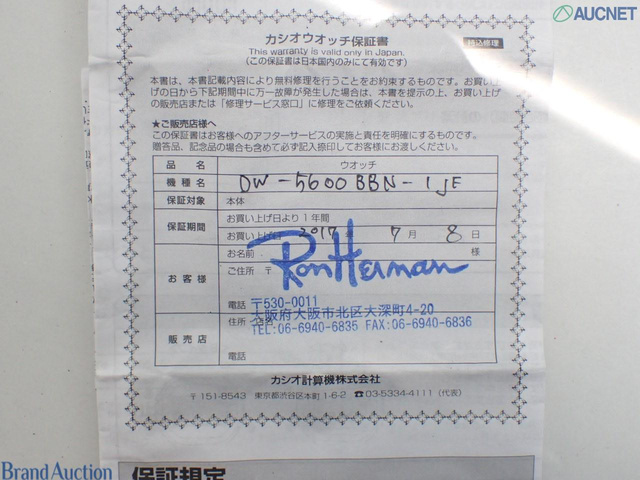 AUCNET
カシオウオッチ保証書
This warranty is valid only in Japan.
(この保証書は日本国内のみにて有効です)
持込修理
本書は、本書記載内容により無料修理を行うことをお約束するものです。お買い上
げの日から下記期間中に万一故障が発生した場合は、本書を提示の上、お買い上げ
の販売店または「修理サービス窓口」に修理をご依頼ください。
★ご販売店様へ
この保証書はお客様へのアフターサービスの実施と責任を明確にするものです。
贈答品、記念品の場合も含めて必ず記入捺印してお客様にお渡しください。
品名 ウオッチ
機種名 DW-5600BBN-1JE
保証対象 本体
保証期間 お買い上げ日より1年間
お買い上げ日 2017年 7月 8日
お客様 お名前 様
ご住所 〒
Ron Herman
電話
〒530-0011
大阪府大阪市北区大深町4-20
TEL:06-6940-6835 FAX:06-6940-6836
販売店 住所
電話
カシオ計算機株式会社
〒151-8543 東京都渋谷区本町1-6-2 ☎03-5334-4111 (代表)
Brand Auction
保証規定